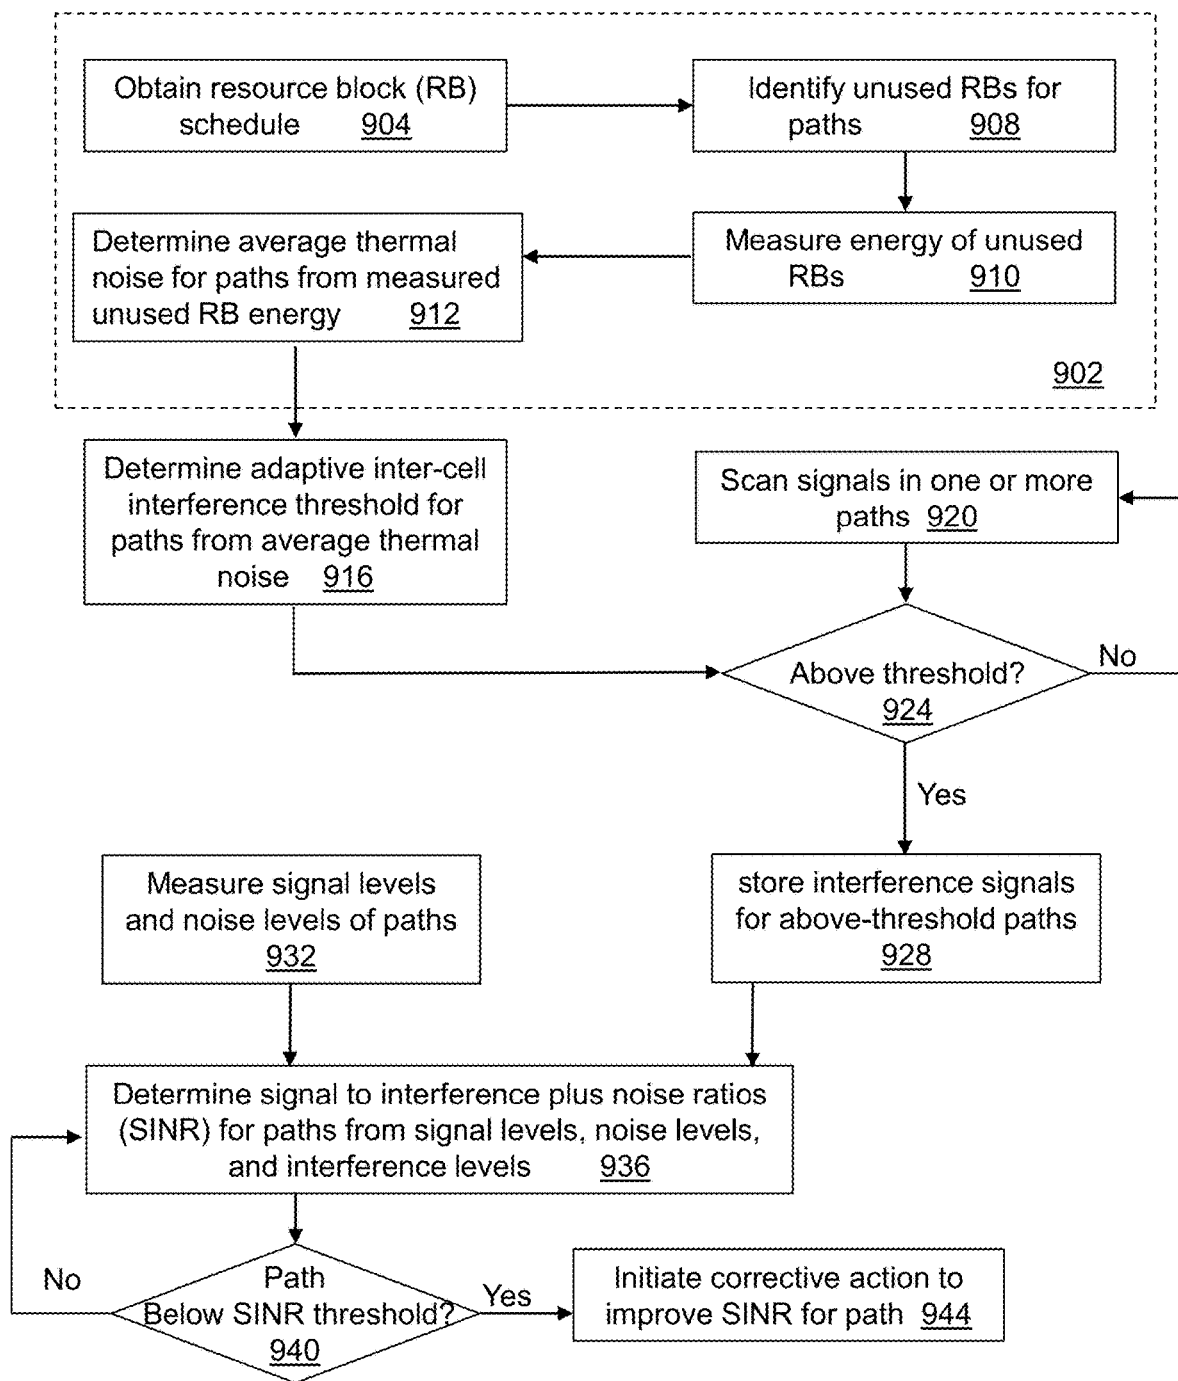 Obtain resource block (RB)
schedule 904
Identify unused RBs for
paths 908
Determine average thermal
noise for paths from measured
unused RB energy 912
Measure energy of unused
RBs 910
902
Determine adaptive inter-cell
interference threshold for
paths from average thermal
noise 916
Scan signals in one or more
paths 920
Above threshold?
924
No
Yes
Measure signal levels
and noise levels of paths
932
store interference signals
for above-threshold paths
928
Determine signal to interference plus noise ratios
(SINR) for paths from signal levels, noise levels,
and interference levels 936
No
Path
Below SINR threshold?
940
Yes
Initiate corrective action to
improve SINR for path 944